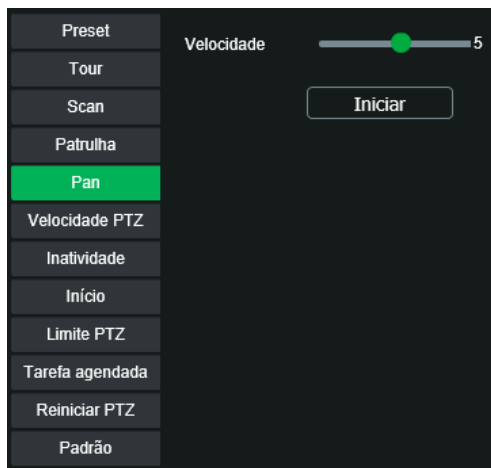 Preset
Tour
Scan
Patrulha
Pan
Velocidade PTZ
Inatividade
Início
Limite PTZ
Tarefa agendada
Reiniciar PTZ
Padrão
Velocidade 5
Iniciar